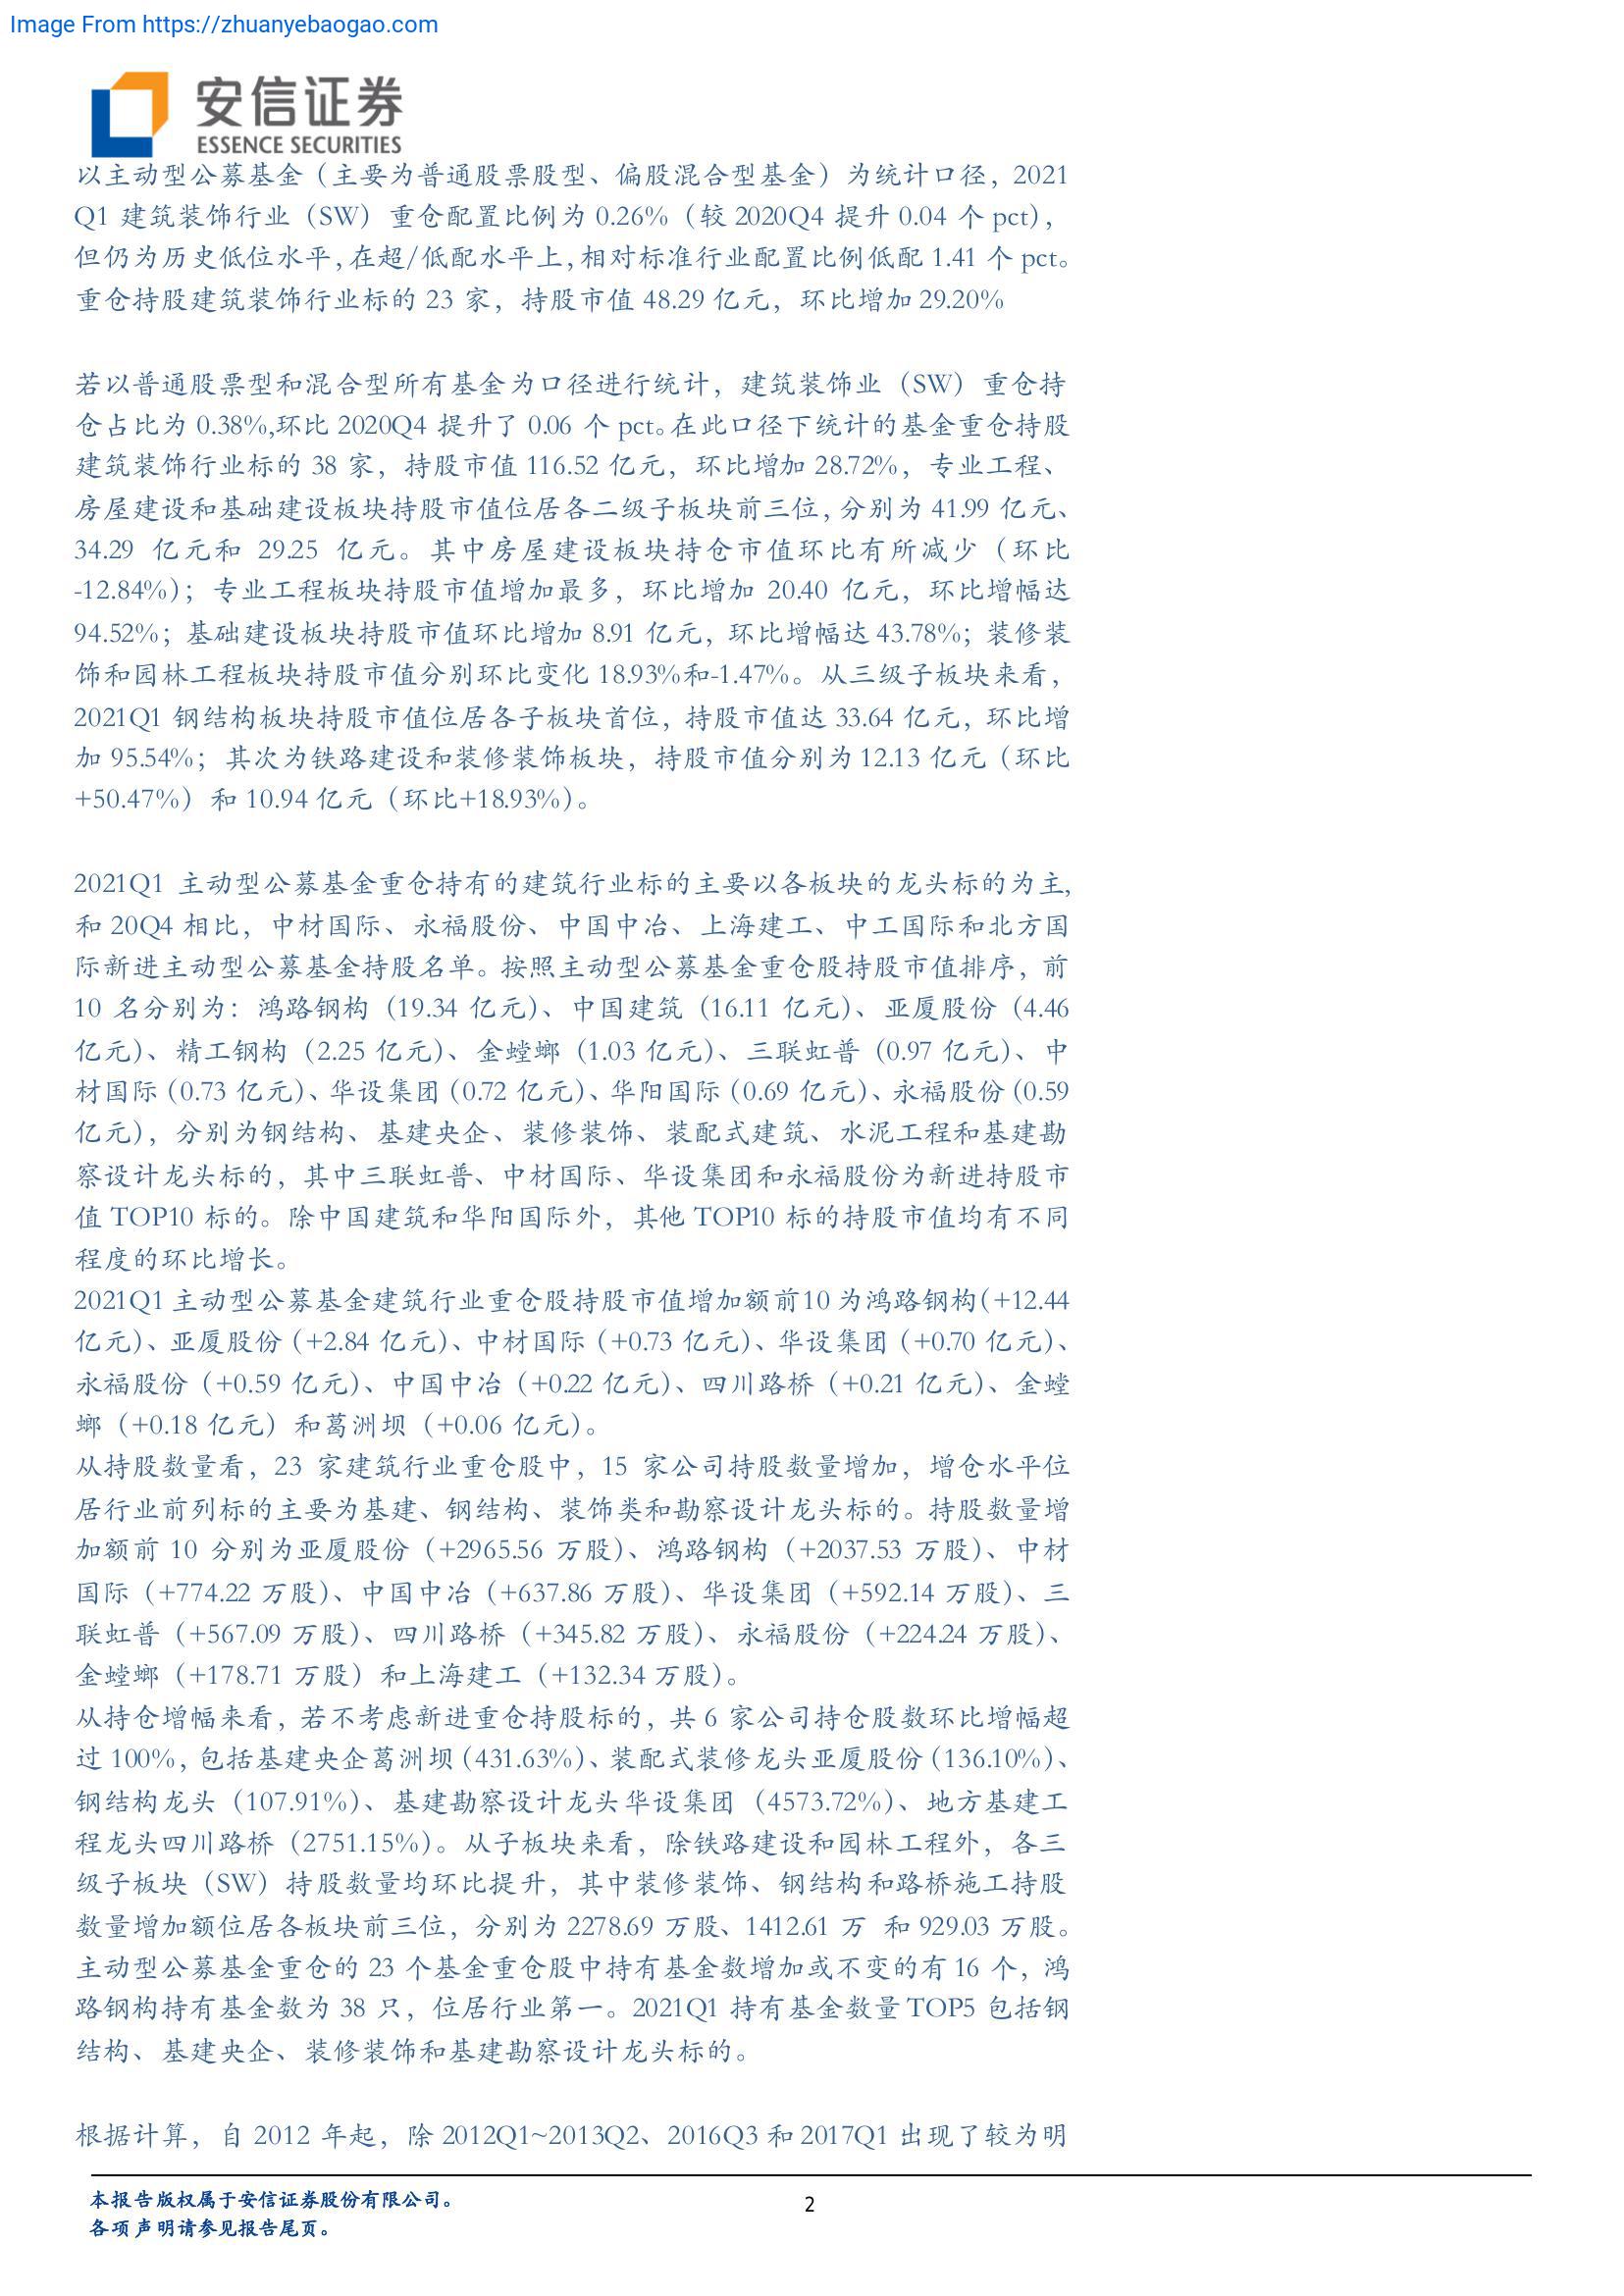 Image From https://zhuanyebaogao.com
安信证券
ESSENCE SECURITIES
以主动型公募基金（主要为普通股票股型、偏股混合型基金）为统计口径，2021
Q1 建筑装饰行业（SW）重仓配置比例为 0.26%（较 2020Q4 提升 0.04 个 pct），
但仍为历史低位水平，在超/低配水平上，相对标准行业配置比例低配 1.41 个 pct。
重仓持股建筑装饰行业标的 23 家，持股市值 48.29 亿元，环比增加 29.20%
若以普通股票型和混合型所有基金为口径进行统计，建筑装饰业（SW）重仓持
仓占比为 0.38%,环比 2020Q4 提升了 0.06 个 pct。在此口径下统计的基金重仓持股
建筑装饰行业标的 38 家，持股市值 116.52 亿元，环比增加 28.72%，专业工程、
房屋建设和基础建设板块持股市值位居各二级子板块前三位，分别为 41.99 亿元、
34.29 亿元和 29.25 亿元。其中房屋建设板块持仓市值环比有所减少（环比
-12.84%）；专业工程板块持股市值增加最多，环比增加 20.40 亿元，环比增幅达
94.52%；基础建设板块持股市值环比增加 8.91 亿元，环比增幅达 43.78%；装修装
饰和园林工程板块持股市值分别环比变化 18.93%和-1.47%。从三级子板块来看，
2021Q1 钢结构板块持股市值位居各子板块首位，持股市值达 33.64 亿元，环比增
加 95.54%；其次为铁路建设和装修装饰板块，持股市值分别为 12.13 亿元（环比
+50.47%）和 10.94 亿元（环比+18.93%）。
2021Q1 主动型公募基金重仓持有的建筑行业标的主要以各板块的龙头标的为主,
和 20Q4 相比，中材国际、永福股份、中国中冶、上海建工、中工国际和北方国
际新进主动型公募基金持股名单。按照主动型公募基金重仓股持股市值排序，前
10 名分别为：鸿路钢构（19.34 亿元）、中国建筑（16.11 亿元）、亚厦股份（4.46
亿元）、精工钢构（2.25 亿元）、金螳螂（1.03 亿元）、三联虹普（0.97 亿元）、中
材国际（0.73 亿元）、华设集团（0.72 亿元）、华阳国际（0.69 亿元）、永福股份（0.59
亿元），分别为钢结构、基建央企、装修装饰、装配式建筑、水泥工程和基建勘
察设计龙头标的，其中三联虹普、中材国际、华设集团和永福股份为新进持股市
值 TOP10 标的。除中国建筑和华阳国际外，其他 TOP10 标的持股市值均有不同
程度的环比增长。
2021Q1 主动型公募基金建筑行业重仓股持股市值增加额前10 为鸿路钢构（+12.44
亿元）、亚厦股份（+2.84 亿元）、中材国际（+0.73 亿元）、华设集团（+0.70 亿元）、
永福股份（+0.59 亿元）、中国中冶（+0.22 亿元）、四川路桥（+0.21 亿元）、金螳
螂（+0.18 亿元）和葛洲坝（+0.06 亿元）。
从持股数量看，23 家建筑行业重仓股中，15 家公司持股数量增加，增仓水平位
居行业前列标的主要为基建、钢结构、装饰类和勘察设计龙头标的。持股数量增
加额前 10 分别为亚厦股份（+2965.56 万股）、鸿路钢构（+2037.53 万股）、中材
国际（+774.22 万股）、中国中冶（+637.86 万股）、华设集团（+592.14 万股）、三
联虹普（+567.09 万股）、四川路桥（+345.82 万股）、永福股份（+224.24 万股）、
金螳螂（+178.71 万股）和上海建工（+132.34 万股）。
从持仓增幅来看，若不考虑新进重仓持股标的，共 6 家公司持仓股数环比增幅超
过 100%，包括基建央企葛洲坝（431.63%）、装配式装修龙头亚厦股份（136.10%）、
钢结构龙头（107.91%）、基建勘察设计龙头华设集团（4573.72%）、地方基建工
程龙头四川路桥（2751.15%）。从子板块来看，除铁路建设和园林工程外，各三
级子板块（SW）持股数量均环比提升，其中装修装饰、钢结构和路桥施工持股
数量增加额位居各板块前三位，分别为 2278.69 万股、1412.61 万 和 929.03 万股。
主动型公募基金重仓的 23 个基金重仓股中持有基金数增加或不变的有 16 个，鸿
路钢构持有基金数为 38 只，位居行业第一。2021Q1 持有基金数量 TOP5 包括钢
结构、基建央企、装修装饰和基建勘察设计龙头标的。
根据计算，自 2012 年起，除 2012Q1~2013Q2、2016Q3 和 2017Q1 出现了较为明
本报告版权属于安信证券股份有限公司。
2
各项声明请参见报告尾页。